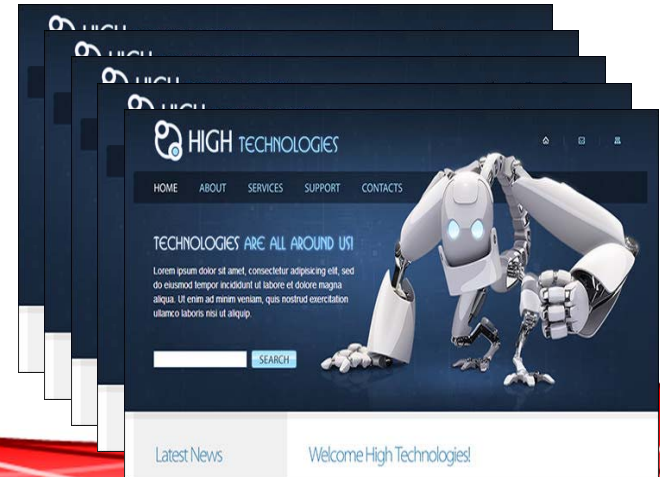 HIGH TECHNOLOGIES
HOME ABOUT SERVICES SUPPORT CONTACTS
TECHNOLOGIES ARE ALL AROUND US!
Lorem ipsum dolor sit amet, consectetur adipisicing elit, sed
do eiusmod tempor incididunt ut labore et dolore magna
aliqua. Ut enim ad minim veniam, quis nostrud exercitation
ullamco laboris nisi ut aliquip.
SEARCH
Latest News
Welcome High Technologies!